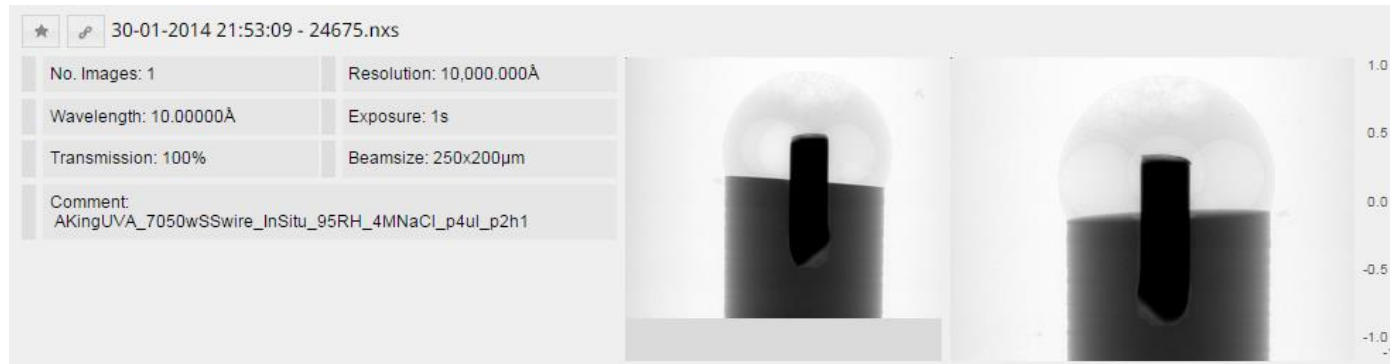 30-01-2014 21:53:09 - 24675.nxs
No. Images: 1
Resolution: 10,000.000Å
Wavelength: 10.00000Å
Exposure: 1s
Transmission: 100%
Beamsize: 250x200µm
Comment:
AKingUVA_7050wSSwire_InSitu_95RH_4MNaCl_p4ul_p2h1
1.0
0.5
0.0
-0.5
-1.0